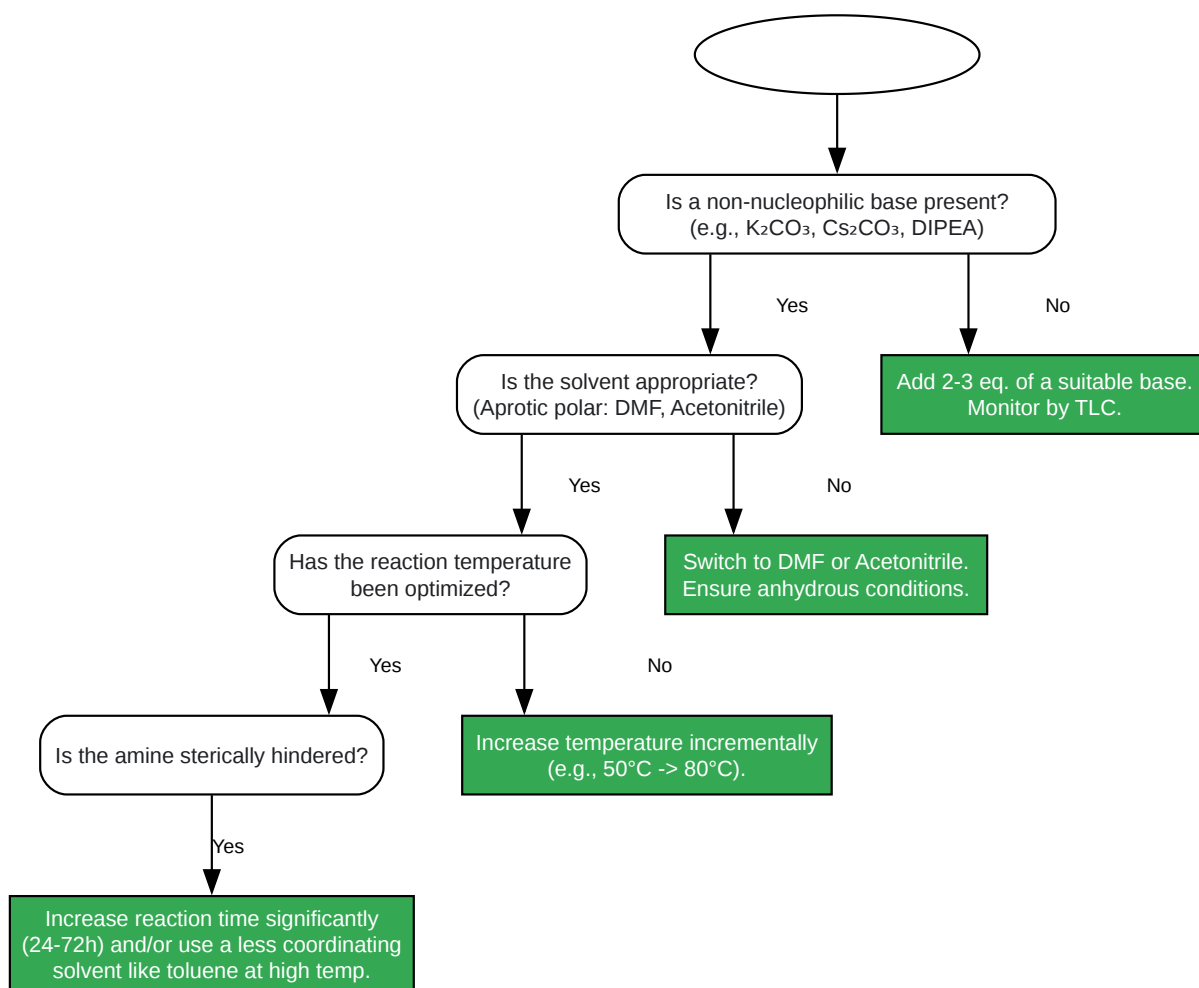 Is a non-nucleophilic base present?
(e.g., K₂CO₃, Cs₂CO₃, DIPEA)
Yes
No
Is the solvent appropriate?
(Aprotic polar: DMF, Acetonitrile)
Add 2-3 eq. of a suitable base.
Monitor by TLC.
Yes
No
Has the reaction temperature
been optimized?
Switch to DMF or Acetonitrile.
Ensure anhydrous conditions.
Yes
No
Is the amine sterically hindered?
Increase temperature incrementally
(e.g., 50°C -> 80°C).
Yes
Increase reaction time significantly
(24-72h) and/or use a less coordinating
solvent like toluene at high temp.